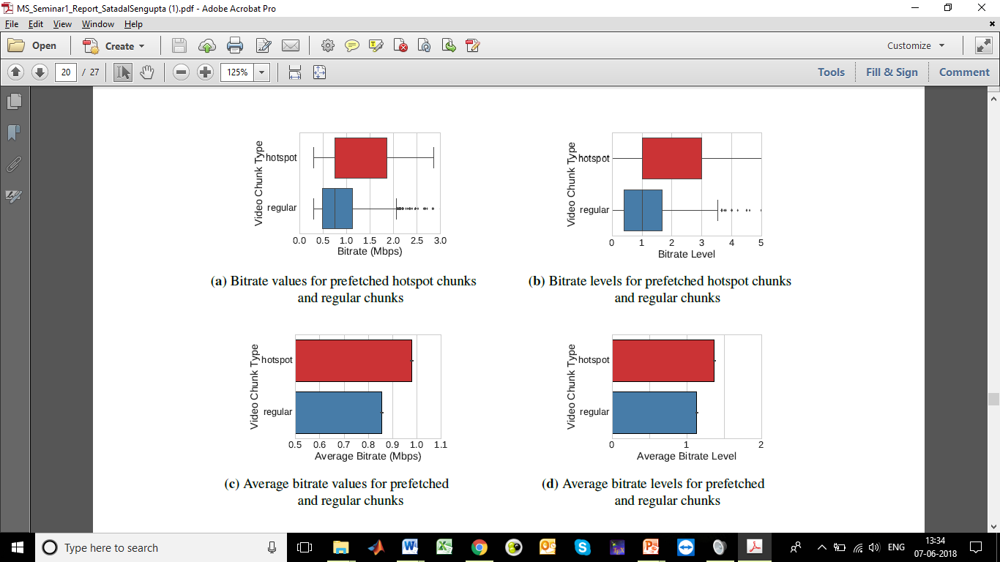 MS_Seminar1_Report_SatadalSengupta (1).pdf - Adobe Acrobat Pro
File Edit View Window Help
Open Create Customize
20 / 27 125% Tools Fill & Sign Comment
Video Chunk Type
hotspot
regular
0.0 0.5 1.0 1.5 2.0 2.5 3.0
Bitrate (Mbps)
(a) Bitrate values for prefetched hotspot chunks
and regular chunks
Video Chunk Type
hotspot
regular
0 1 2 3 4 5
Bitrate Level
(b) Bitrate levels for prefetched hotspot chunks
and regular chunks
Video Chunk Type
hotspot
regular
0.5 0.6 0.7 0.8 0.9 1.0 1.1
Average Bitrate (Mbps)
(c) Average bitrate values for prefetched
and regular chunks
Video Chunk Type
hotspot
regular
0 1 2
Average Bitrate Level
(d) Average bitrate levels for prefetched
and regular chunks
Type here to search
ENG
13:34
07-06-2018